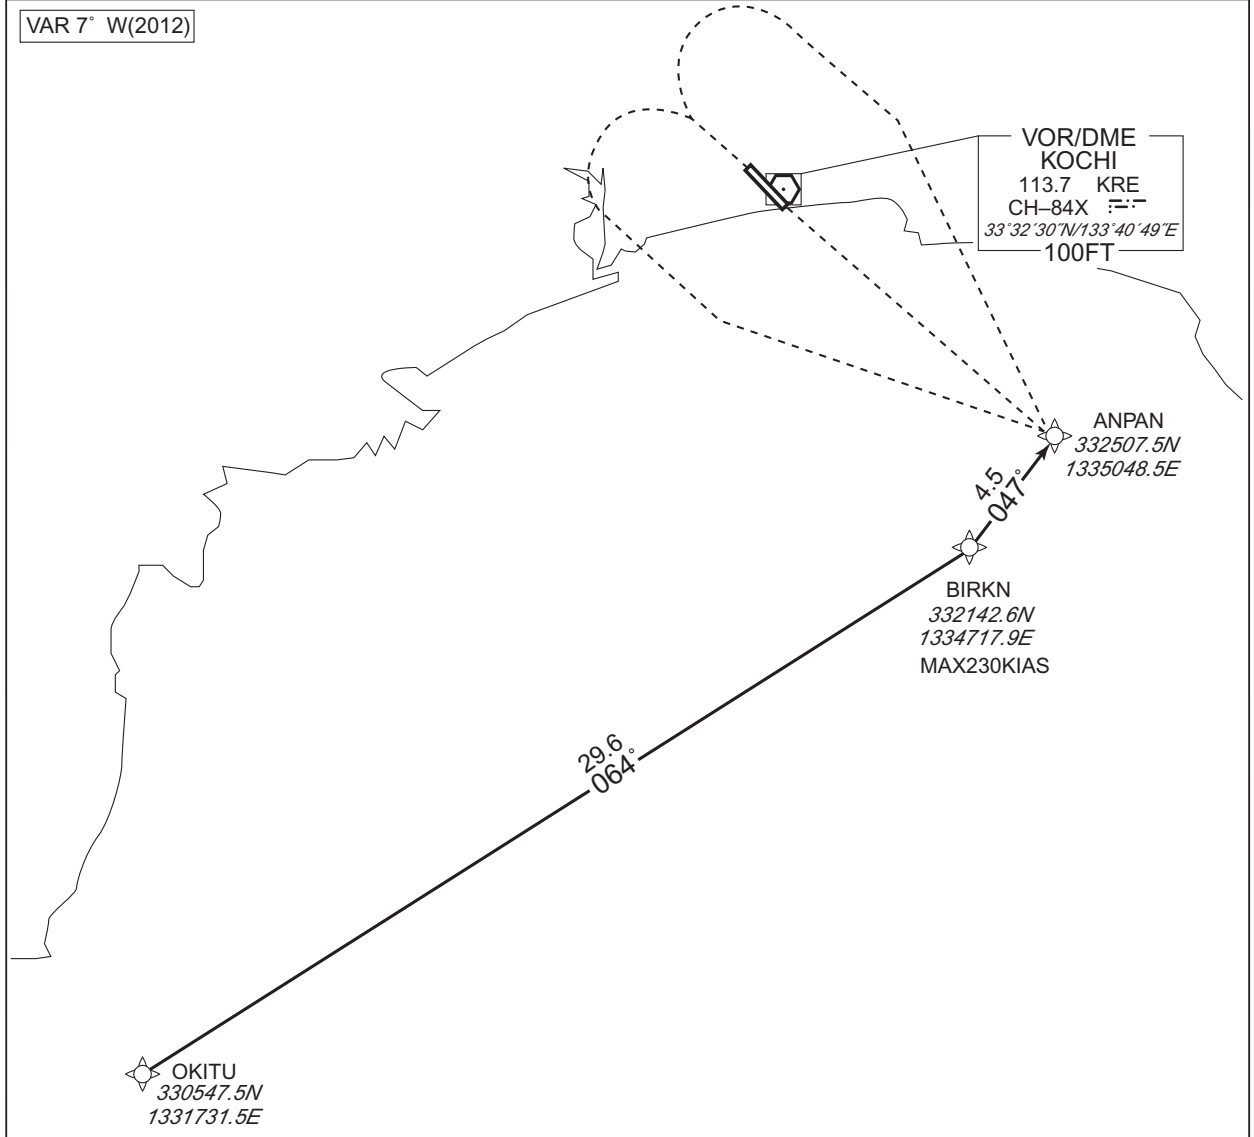 VAR 7° W(2012)
VOR/DME
KOCHI
113.7 KRE
CH–84X
33°32′30″N/133°40′49″E
100FT
ANPAN
332507.5N
1335048.5E
4.5
047°
BIRKN
332142.6N
1334717.9E
MAX230KIAS
29.6
064°
OKITU
330547.5N
1331731.5E